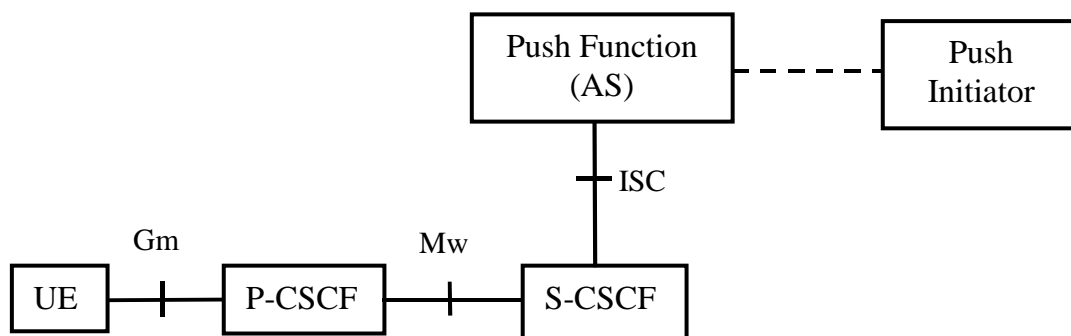 Push Function
(AS)
Push
Initiator
ISC
Gm
Mw
UE
P-CSCF
S-CSCF